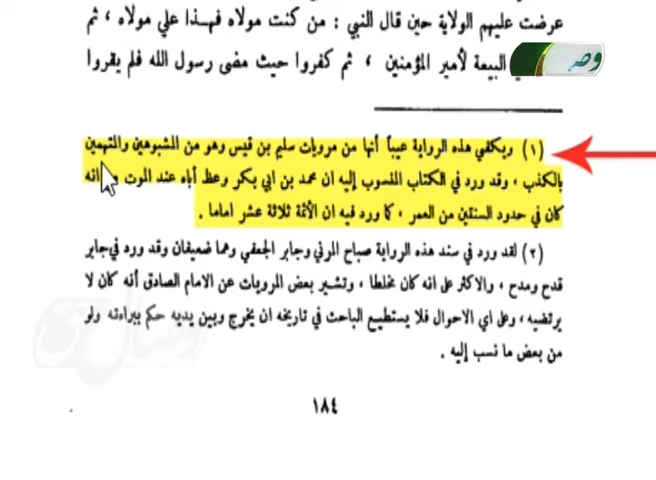 عرضت عليهم الولاية حين قال النبي : من كنت مولاه فهذا علي مولاه ، ثم
البيعة لأمير المؤمنين ، ثم كفروا حيث مضى رسول الله فلم يقروا
وصال
(١) ويكفي هذه الرواية عيباً أنها من مرويات سليم بن قيس وهو من المشبوهين والمتهمين
بالكذب ، وقد ورد في الكتاب المنسوب إليه ان محمد بن ابي بكر وعظ أباه عند الموت انه
كان في حدود السنتين من العمر ، كما ورد فيه ان الأئمة ثلاثة عشر اماما .
(٢) لقد ورد في سند هذه الرواية صباح المزني وجابر الجعفي وهما ضعيفان وقد ورد في جابر
قدح ومدح ، والاكثر على انه كان مخلطا ، وتشير بعض المرويات عن الامام الصادق أنه كان لا
يرتضيه ، وعلى اي الاحوال فلا يستطيع الباحث في تاريخه ان يخرج وبين يديه حكم ببراءته ولو
من بعض ما نسب إليه .
وصال
١٨٤